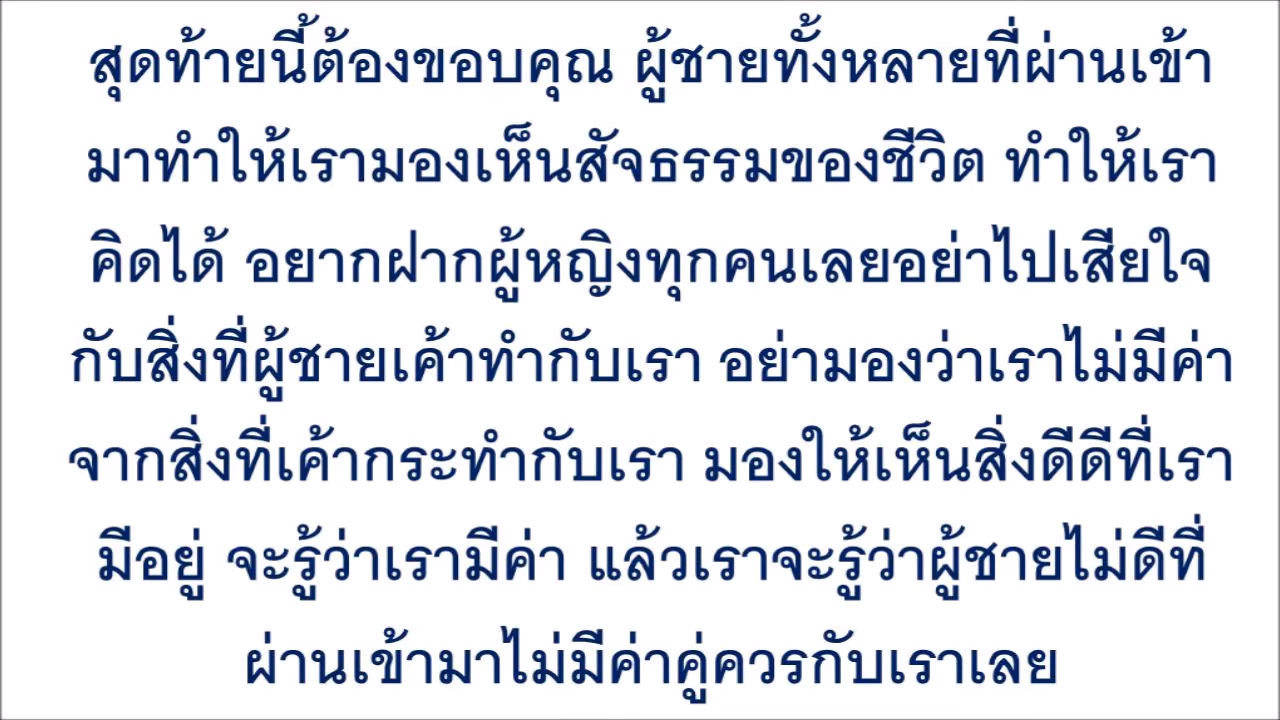 สุดท้ายนี้ต้องขอบคุณ ผู้ชายทั้งหลายที่ผ่านเข้า
มาทำให้เรามองเห็นสัจธรรมของชีวิต ทำให้เรา
คิดได้ อยากฝากผู้หญิงทุกคนเลยอย่าไปเสียใจ
กับสิ่งที่ผู้ชายเค้าทำกับเรา อย่ามองว่าเราไม่มีค่า
จากสิ่งที่เค้ากระทำกับเรา มองให้เห็นสิ่งดีดีที่เรา
มีอยู่ จะรู้ว่าเรามีค่า แล้วเราจะรู้ว่าผู้ชายไม่ดีที่
ผ่านเข้ามาไม่มีค่าคู่ควรกับเราเลย